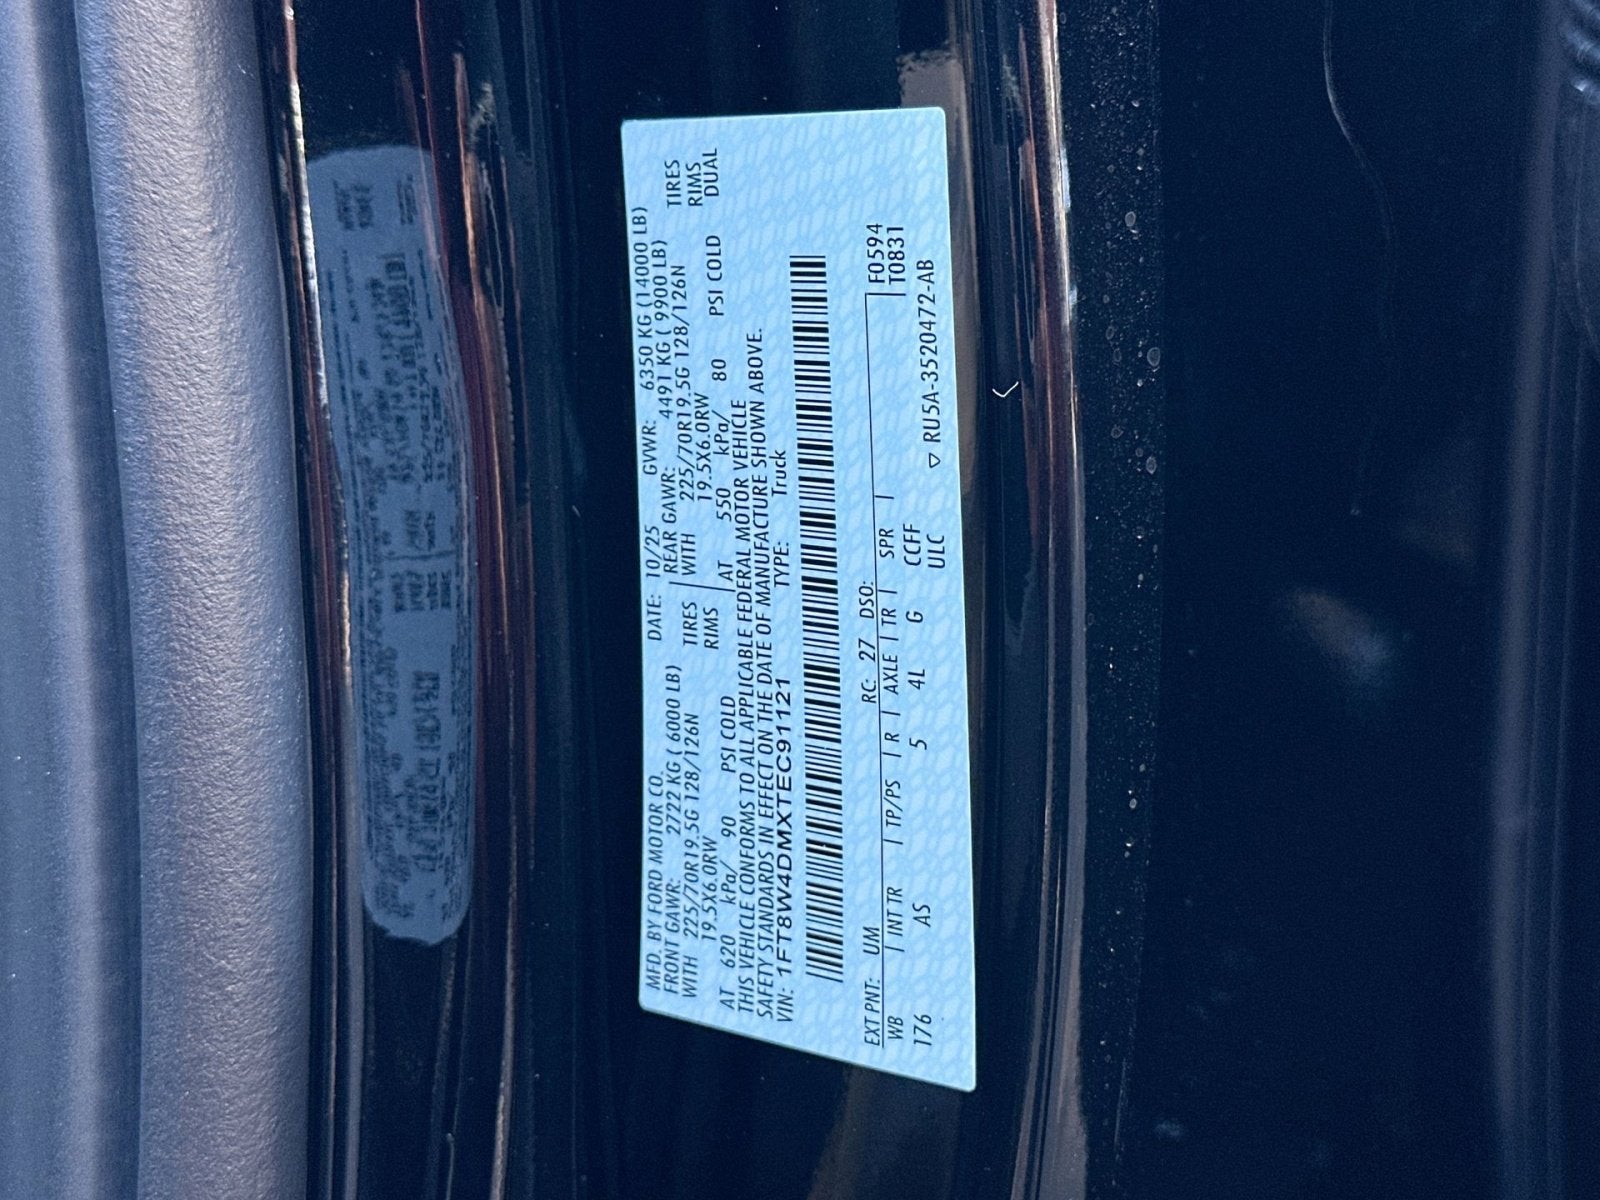 MFD. BY FORD MOTOR CO. DATE: 10/25 GVWR: 6350 KG (14000 LB)
FRONT GAWR: 2722 KG ( 6000 LB) REAR GAWR: 4491 KG ( 9900 LB)
WITH 225/70R19.5G 128/126N TIRES WITH 225/70R19.5G 128/126N TIRES
19.5X6.0RW RIMS 19.5X6.0RW RIMS
AT 620 kPa/ 90 PSI COLD AT 550 kPa/ 80 PSI COLD DUAL
THIS VEHICLE CONFORMS TO ALL APPLICABLE FEDERAL MOTOR VEHICLE
SAFETY STANDARDS IN EFFECT ON THE DATE OF MANUFACTURE SHOWN ABOVE.
VIN: 1FT8W4DMXTEC91121 TYPE: Truck
EXT PNT: UM RC: 27 DSO: F0594
WB INT TR TP/PS R AXLE TR SPR T0831
176 AS 5 4L G CCFF
ULC ▽ RU5A-3520472-AB